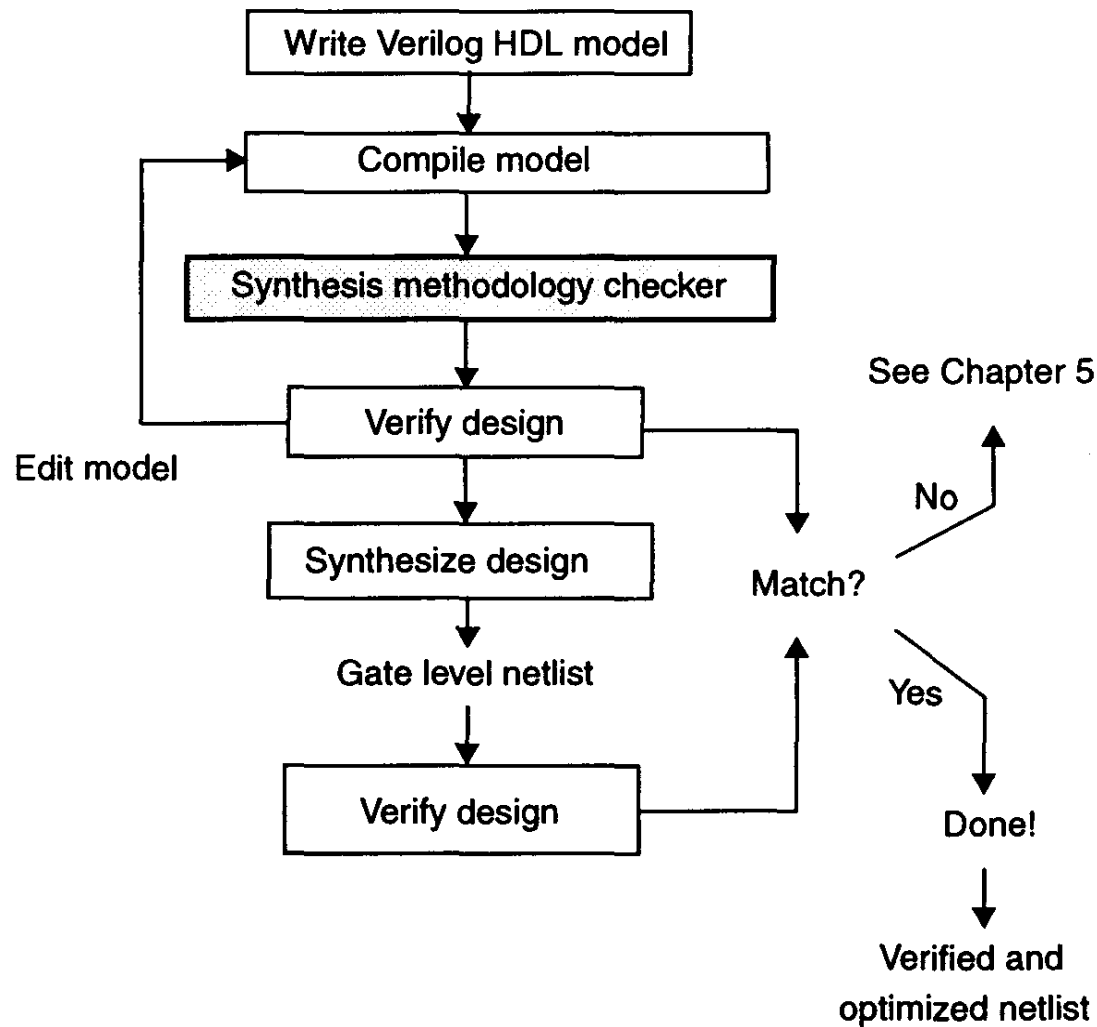 Write Verilog HDL model
Compile model
Synthesis methodology checker
See Chapter 5
Verify design
Edit model
No
Synthesize design
Match?
Gate level netlist
Yes
Verify design
Done!
Verified and
optimized netlist